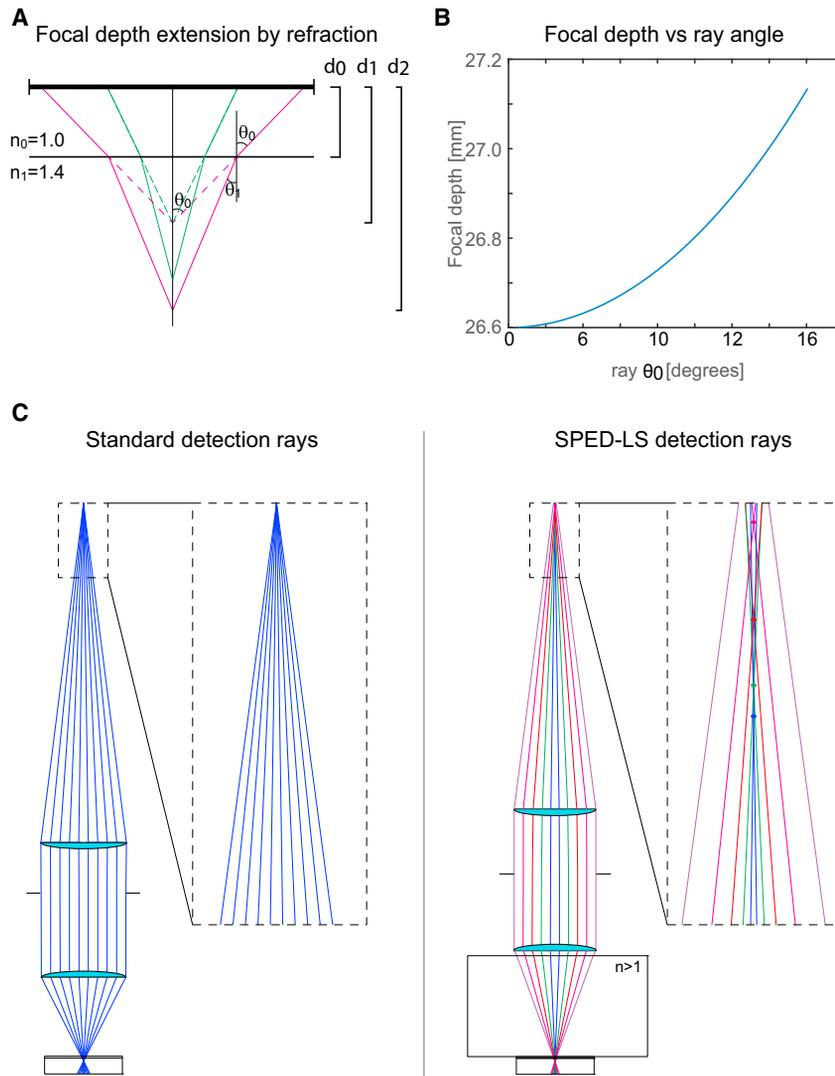 A
Focal depth extension by refraction
d0 d1 d2
n0=1.0
n1=1.4
θ0
θ1
θ0
B
Focal depth vs ray angle
27.2
27.0
26.8
26.6
Focal depth [mm]
0 6 10 12 16
ray θ0 [degrees]
C
Standard detection rays
SPED-LS detection rays
n>1